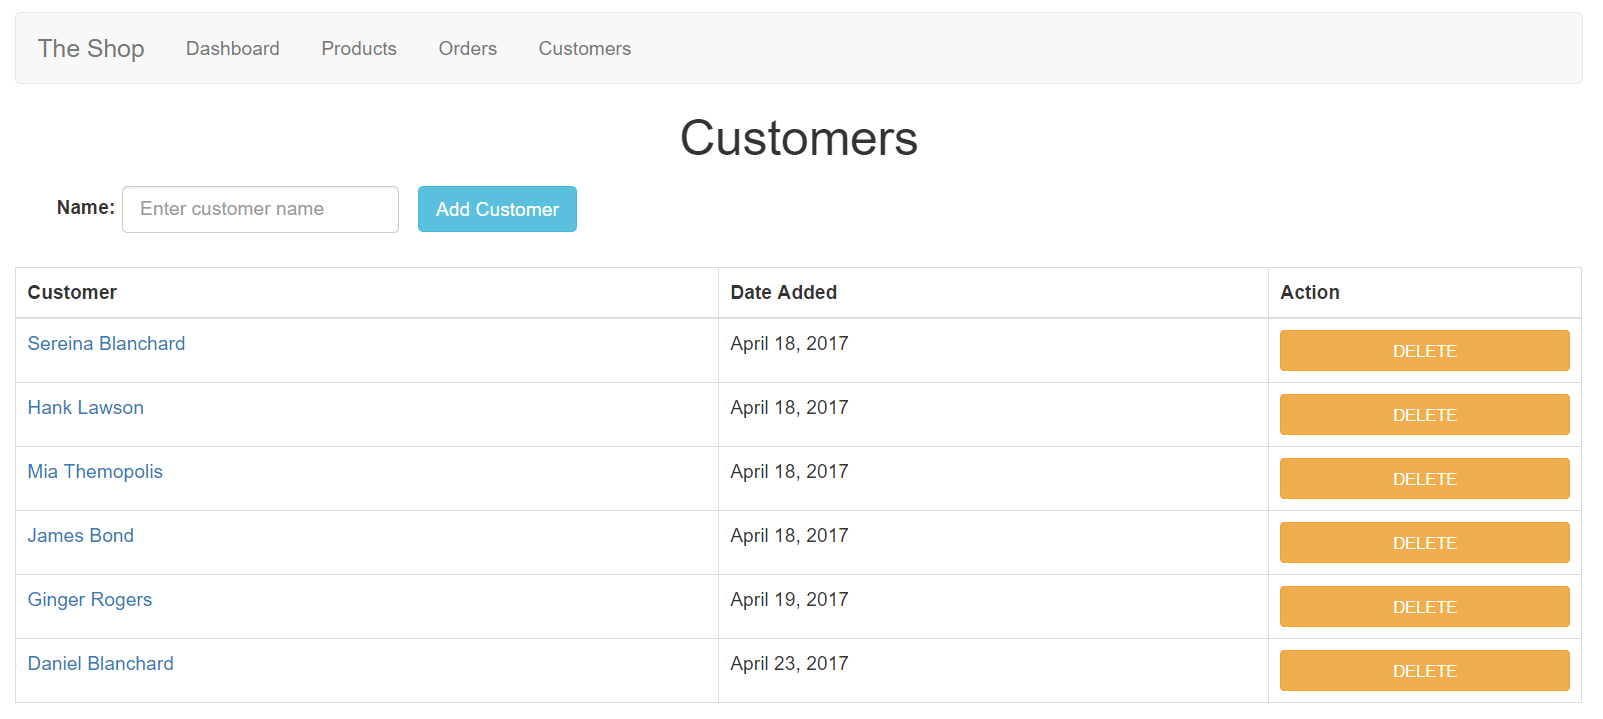 The Shop Dashboard Products Orders Customers
Customers
Name: Enter customer name Add Customer
Customer Date Added Action
Sereina Blanchard April 18, 2017 DELETE
Hank Lawson April 18, 2017 DELETE
Mia Themopolis April 18, 2017 DELETE
James Bond April 18, 2017 DELETE
Ginger Rogers April 19, 2017 DELETE
Daniel Blanchard April 23, 2017 DELETE